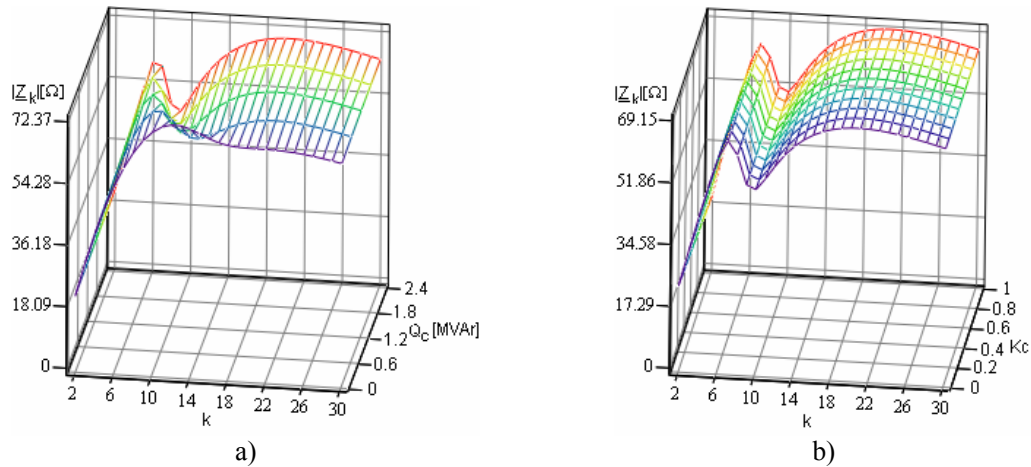 |Z_k|[Ω]
72.37
54.28
36.18
18.09
0
2 6 10 14 18 22 26 30
k
0
0.6
1.2
1.8
2.4
Q_c [MVAr]
a)
|Z_k|[Ω]
69.15
51.86
34.58
17.29
0
2 6 10 14 18 22 26 30
k
0
0.2
0.4
0.6
0.8
1
Kc
b)